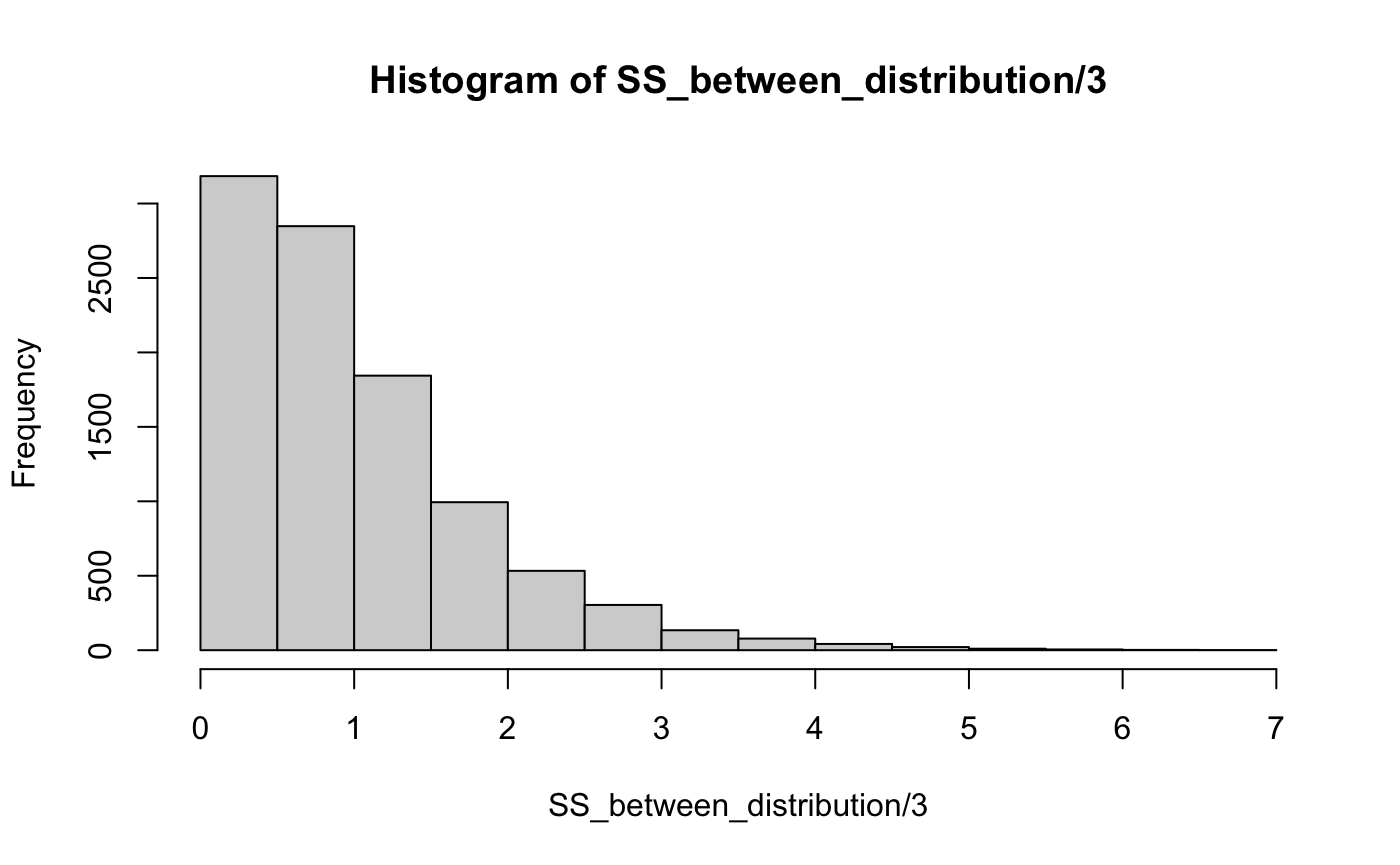 Histogram of SS_between_distribution/3
Frequency
2500
1500
500
0
0 1 2 3 4 5 6 7
SS_between_distribution/3